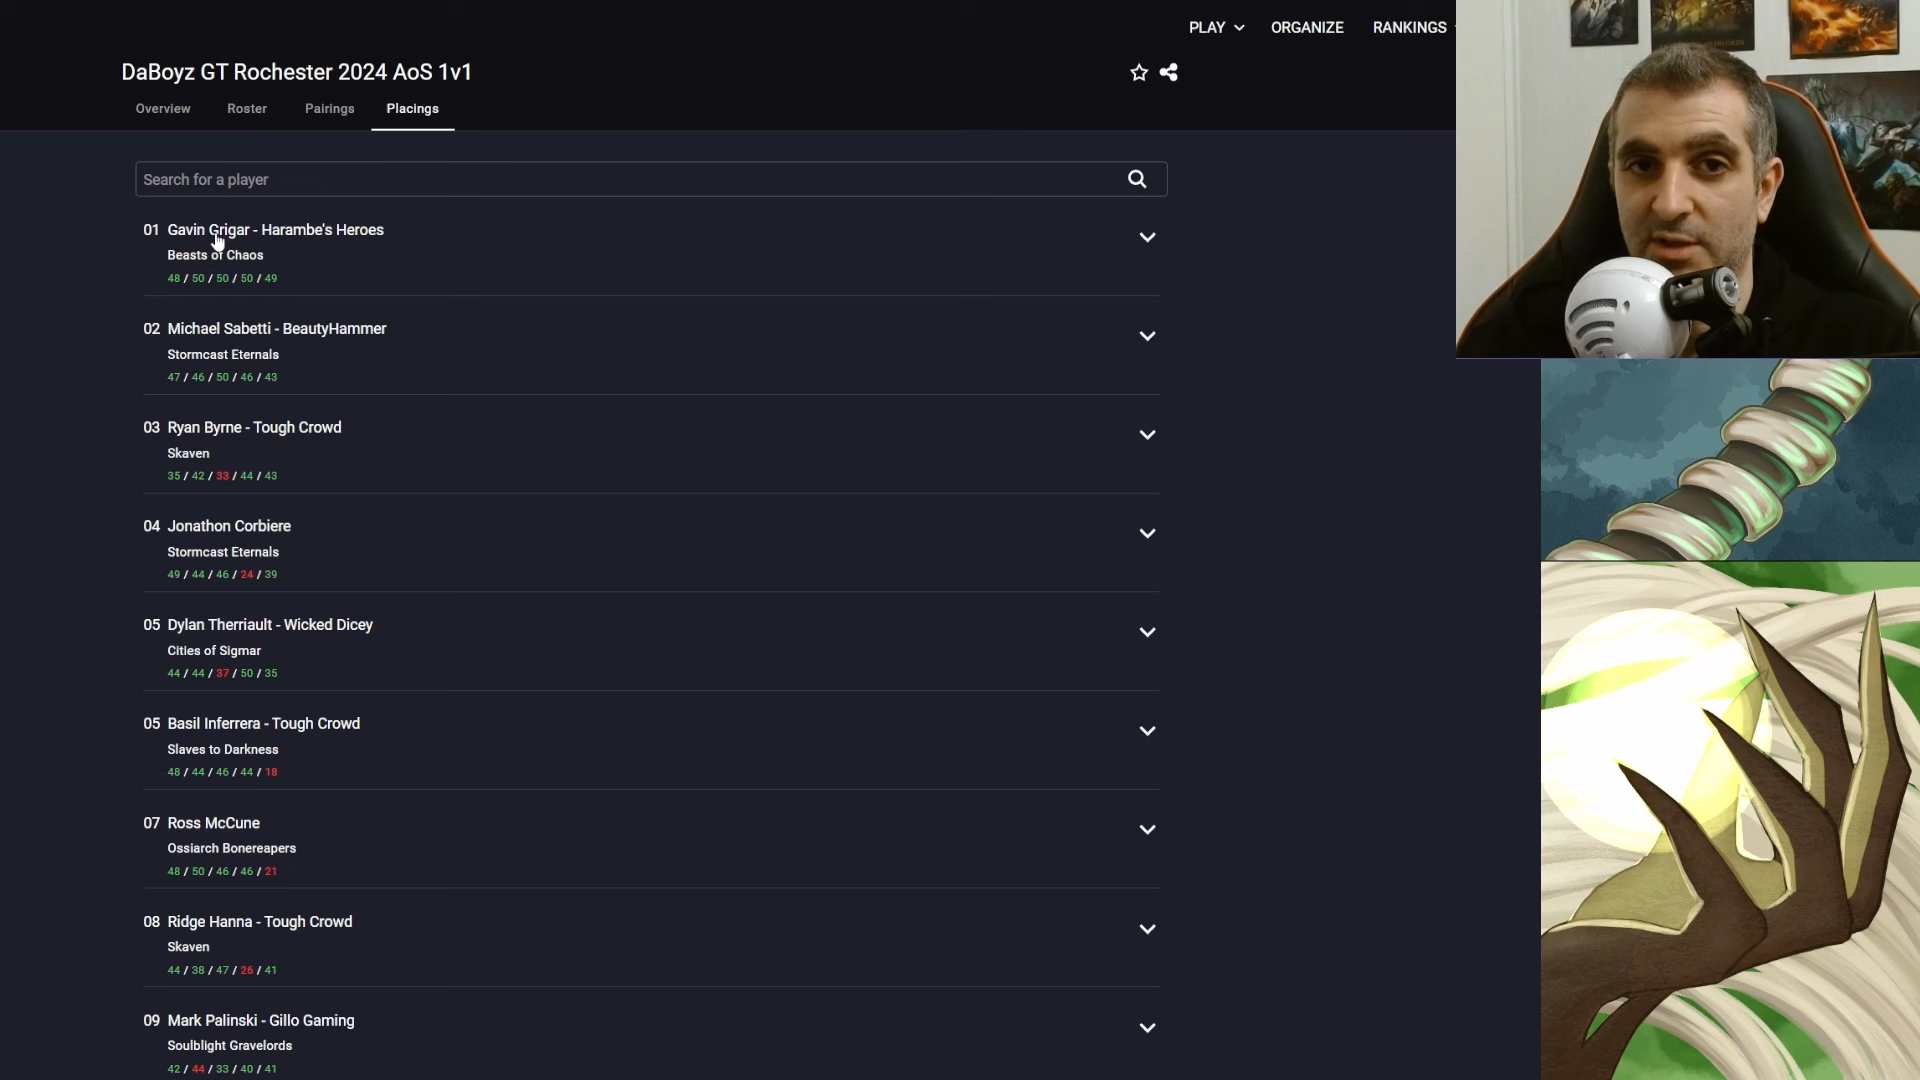 PLAY ORGANIZE RANKINGS
DaBoyz GT Rochester 2024 AoS 1v1
Overview Roster Pairings Placings
Search for a player
01 Gavin Grigar - Harambe's Heroes
Beasts of Chaos
48 / 50 / 50 / 50 / 49
02 Michael Sabetti - BeautyHammer
Stormcast Eternals
47 / 46 / 50 / 46 / 43
03 Ryan Byrne - Tough Crowd
Skaven
35 / 42 / 33 / 44 / 43
04 Jonathon Corbiere
Stormcast Eternals
49 / 44 / 46 / 24 / 39
05 Dylan Therriault - Wicked Dicey
Cities of Sigmar
44 / 44 / 37 / 50 / 35
05 Basil Inferrera - Tough Crowd
Slaves to Darkness
48 / 44 / 46 / 44 / 18
07 Ross McCune
Ossiarch Bonereapers
48 / 50 / 46 / 46 / 21
08 Ridge Hanna - Tough Crowd
Skaven
44 / 38 / 47 / 26 / 41
09 Mark Palinski - Gillo Gaming
Soulblight Gravelords
42 / 44 / 33 / 40 / 41